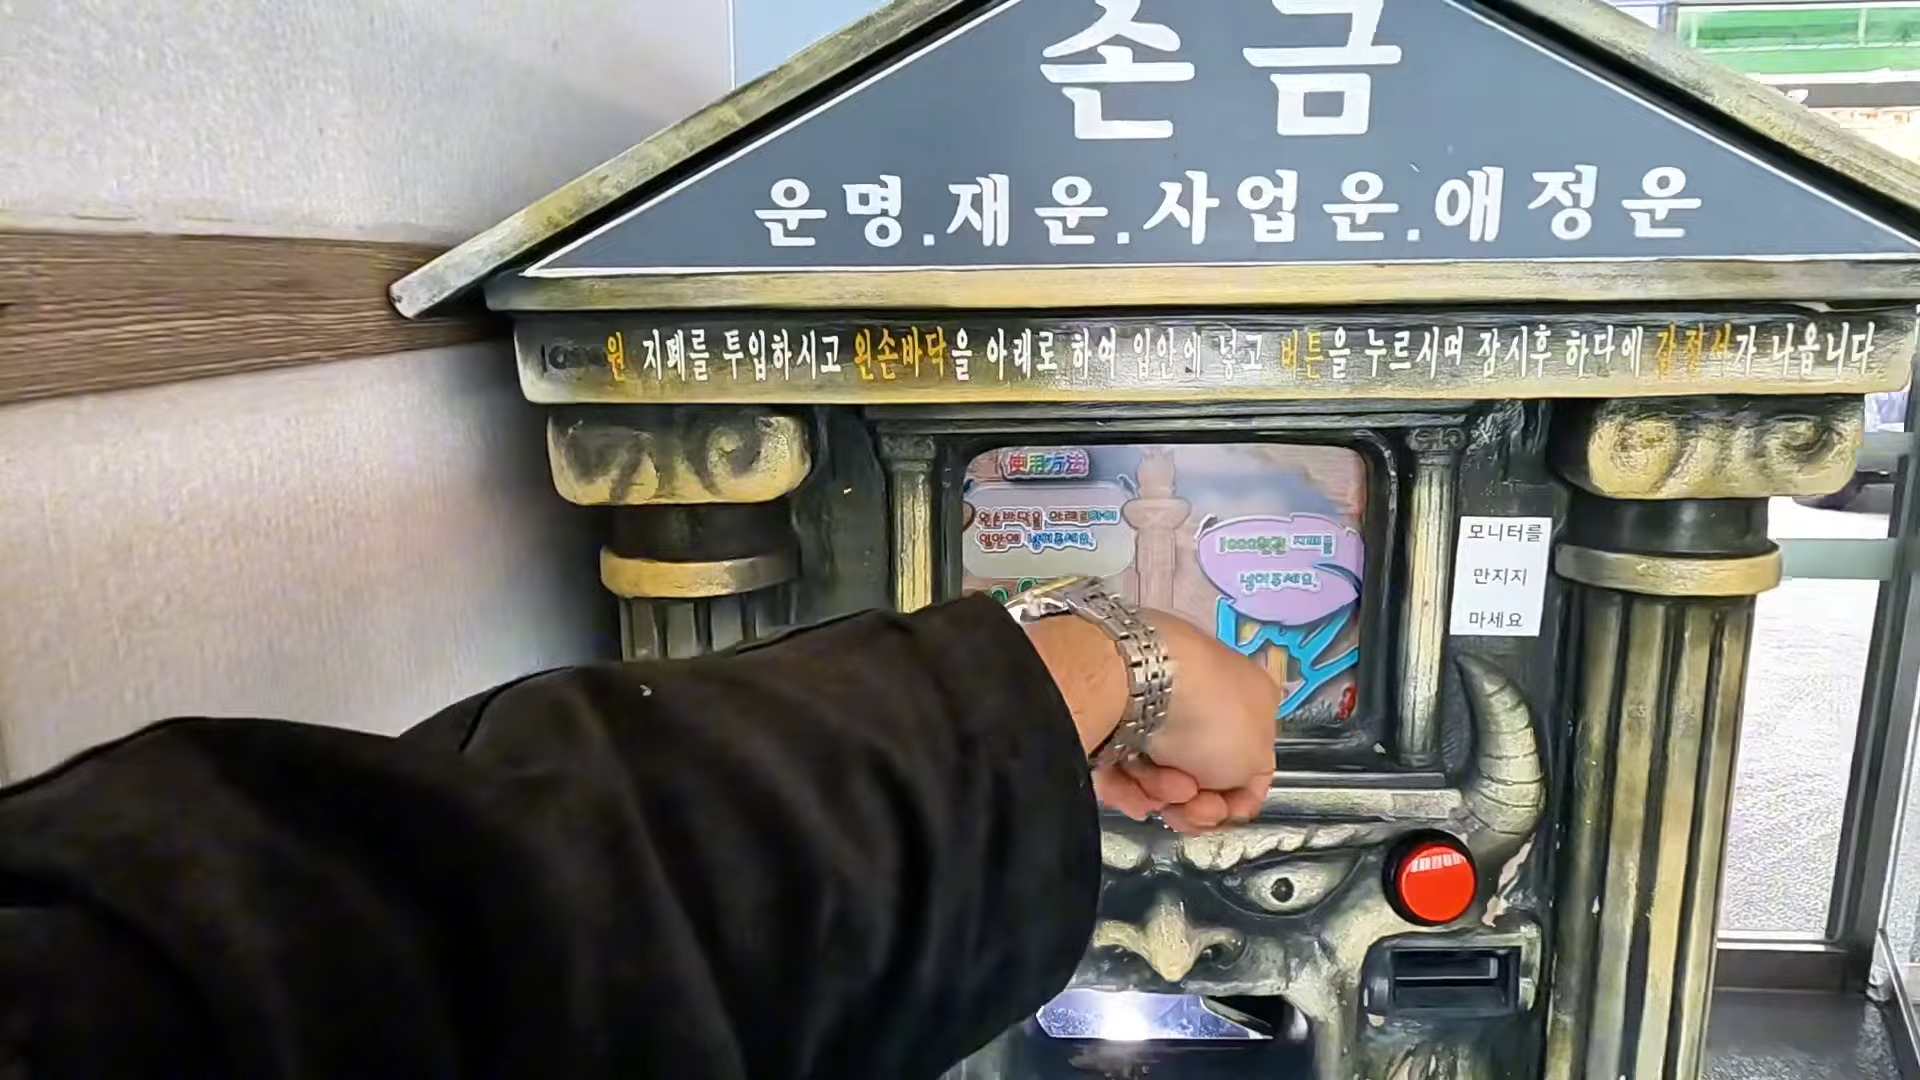 손금
운명.재운.사업운.애정운
원 지폐를 투입하시고 왼손바닥을 아래로 하여 입안에 넣고 버튼을 누르시며 잠시후 하단에 감정서가 나옵니다
使用方法
왼손바닥을 아래로하여
입안에 넣어주세요.
1000원권 지폐를
넣어주세요.
모니터를
만지지
마세요